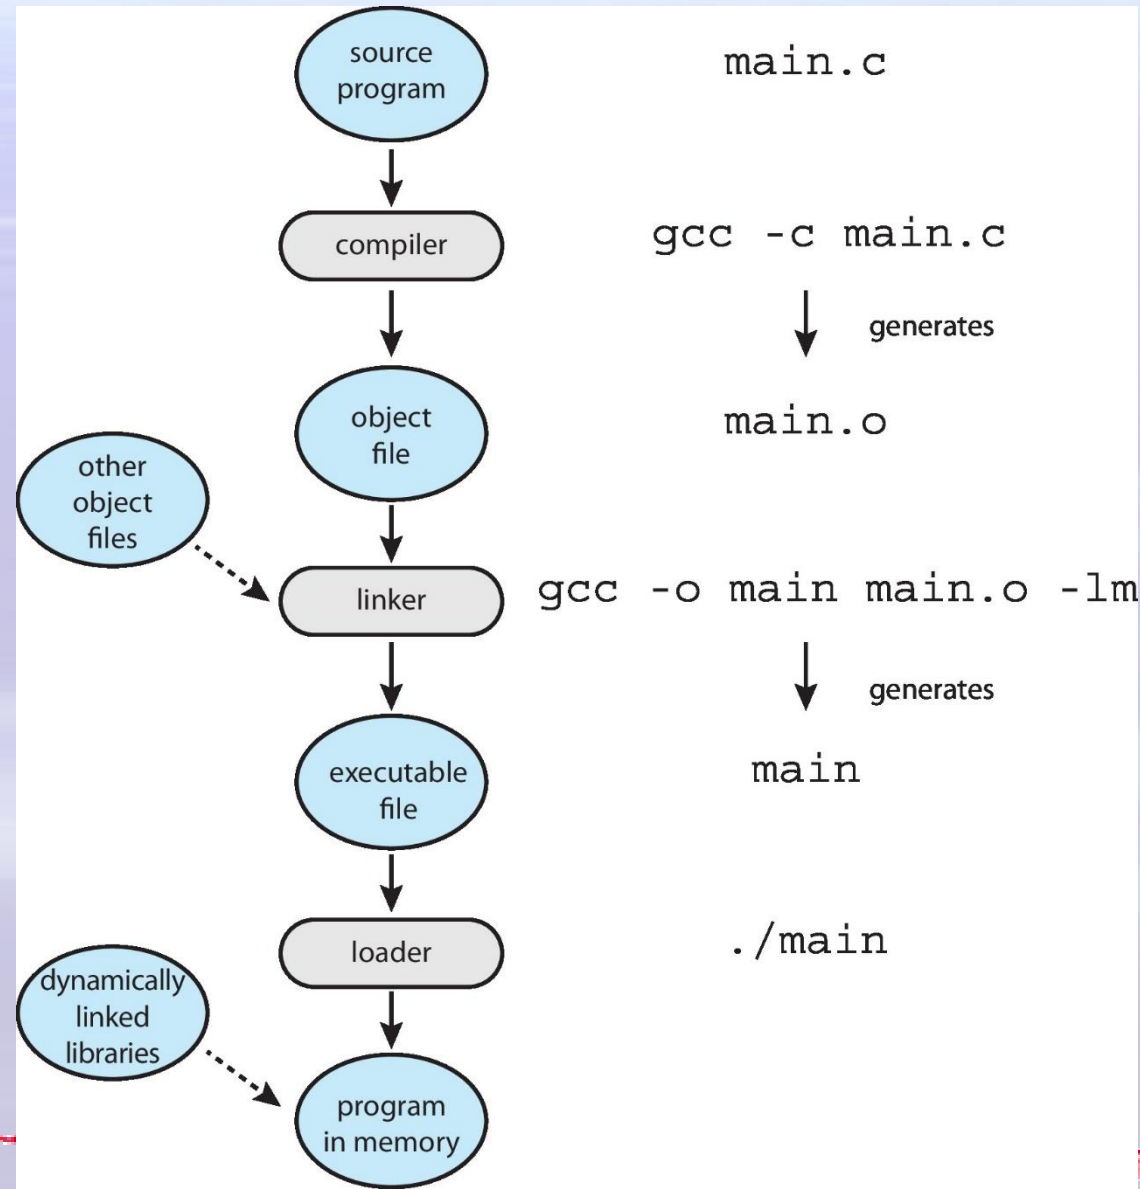 source
program
main.c
compiler
gcc -c main.c
generates
object
file
main.o
other
object
files
linker
gcc -o main main.o -lm
generates
executable
file
main
loader
./main
dynamically
linked
libraries
program
in memory